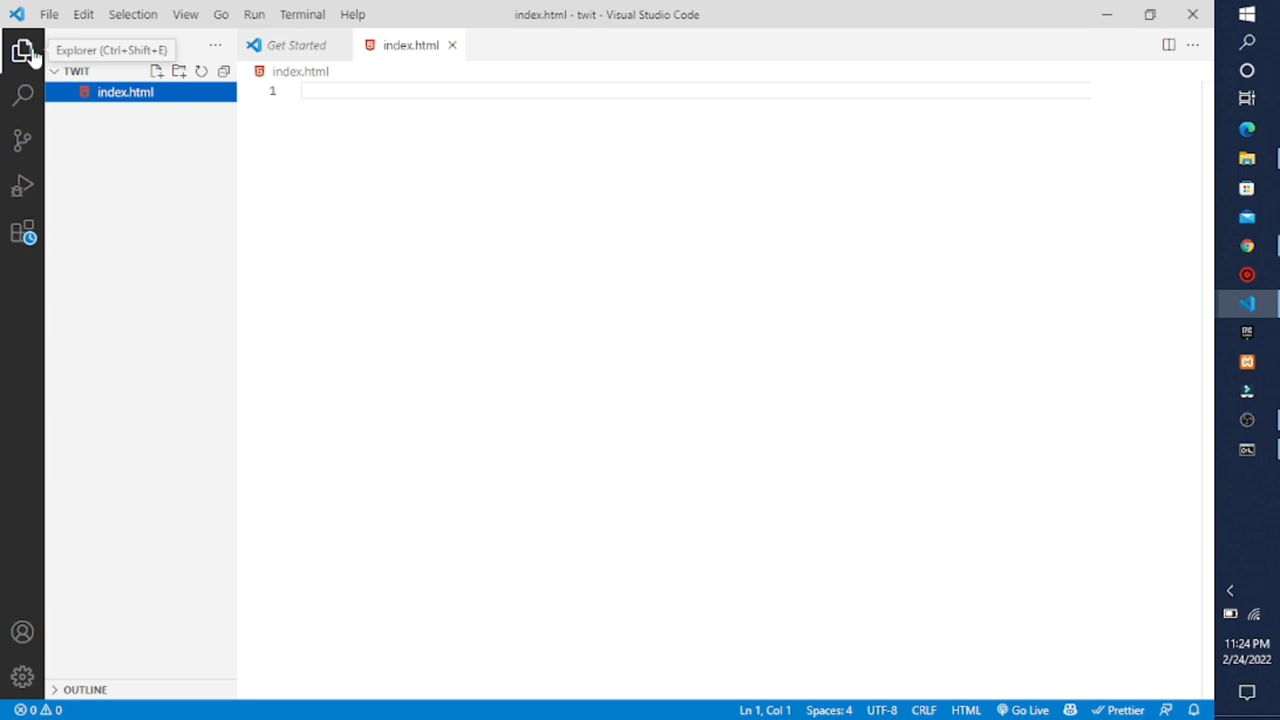 File Edit Selection View Go Run Terminal Help
index.html - twit - Visual Studio Code
Explorer (Ctrl+Shift+E)
Get Started
index.html
TWIT
index.html
index.html
1
EPIC
C:\_
11:24 PM
2/24/2022
OUTLINE
0 0
Ln 1, Col 1 Spaces: 4 UTF-8 CRLF HTML Go Live Prettier